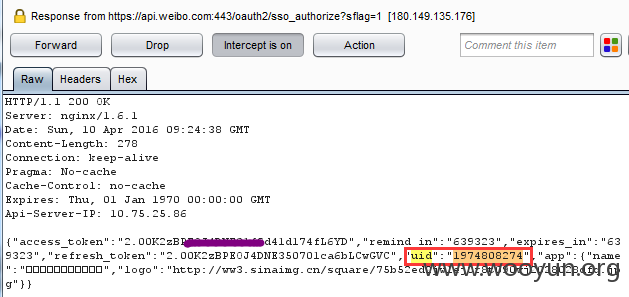 Response from https://api.weibo.com:443/oauth2/sso_authorize?sflag=1 [180.149.135.176]
Forward Drop Intercept is on Action Comment this item
Raw Headers Hex
HTTP/1.1 200 OK
Server: nginx/1.6.1
Date: Sun, 10 Apr 2016 09:24:38 GMT
Content-Length: 278
Connection: keep-alive
Pragma: No-cache
Cache-Control: no-cache
Expires: Thu, 01 Jan 1970 00:00:00 GMT
Api-Server-IP: 10.75.25.86
{"access_token":"2.00K2zBP d41d174fL6YD","remind_in":"639323","expires_in":"63
9323","refresh_token":"2.00K2zBPE0J4DNE350701ca6bLCwGVC","uid":"1974808274","app":{"name
":"□□□□□□□□□□□","logo":"http://ww3.sinaimg.cn/square/
g"}}
www.wooyun.org